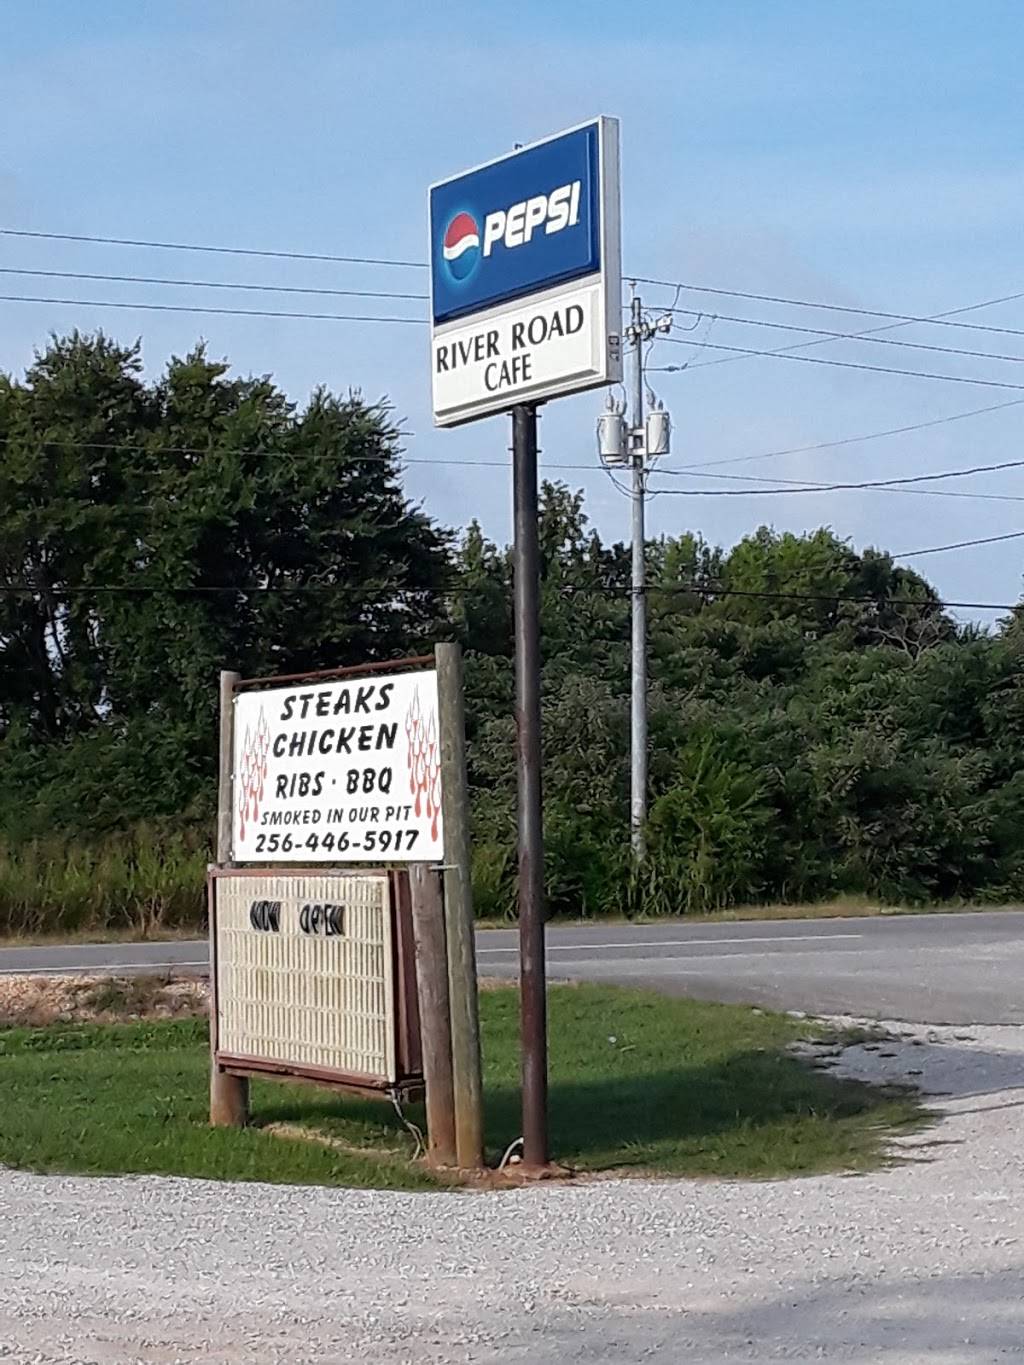 PEPSI
RIVER ROAD
CAFE
STEAKS
CHICKEN
RIBS · BBQ
SMOKED IN OUR PIT
256-446-5917
NOW OPEN